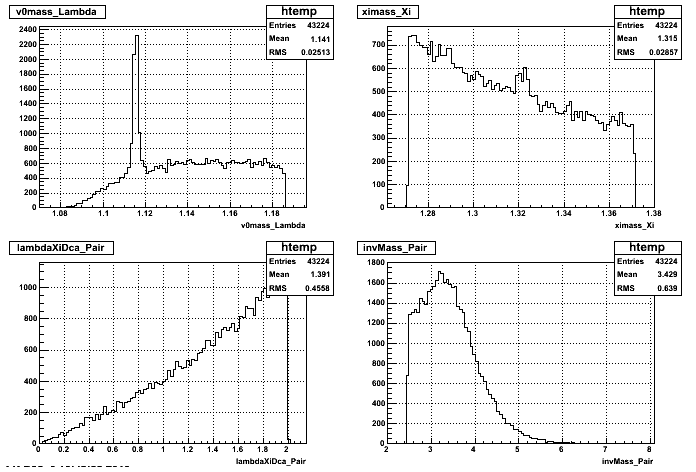 v0mass_Lambda
htemp
Entries 43224
Mean 1.141
RMS 0.02513
2400
2200
2000
1800
1600
1400
1200
1000
800
600
400
200
0
1.08 1.1 1.12 1.14 1.16 1.18
v0mass_Lambda
ximass_Xi
htemp
Entries 43224
Mean 1.315
RMS 0.02857
700
600
500
400
300
200
100
0
1.28 1.3 1.32 1.34 1.36 1.38
ximass_Xi
lambdaXiDca_Pair
htemp
Entries 43224
Mean 1.391
RMS 0.4558
1000
800
600
400
200
0
0 0.2 0.4 0.6 0.8 1 1.2 1.4 1.6 1.8 2
lambdaXiDca_Pair
invMass_Pair
htemp
Entries 43224
Mean 3.429
RMS 0.639
1800
1600
1400
1200
1000
800
600
400
200
0
2 3 4 5 6 7 8
invMass_Pair